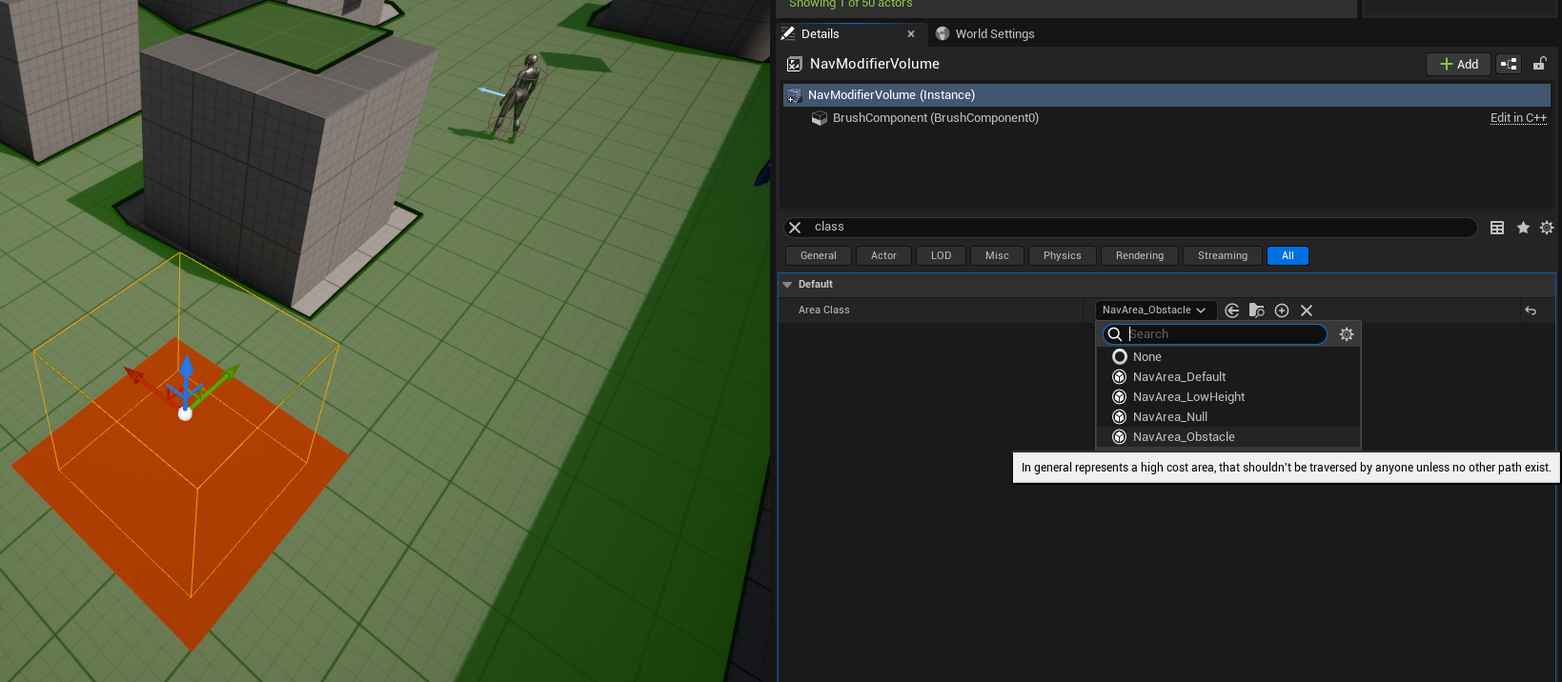 Showing 1 of 50 actors
Details
World Settings
NavModifierVolume
Add
NavModifierVolume (Instance)
BrushComponent (BrushComponent0)
Edit in C++
class
General
Actor
LOD
Misc
Physics
Rendering
Streaming
All
Default
Area Class
NavArea_Obstacle
Search
None
NavArea_Default
NavArea_LowHeight
NavArea_Null
NavArea_Obstacle
In general represents a high cost area, that shouldn't be traversed by anyone unless no other path exist.